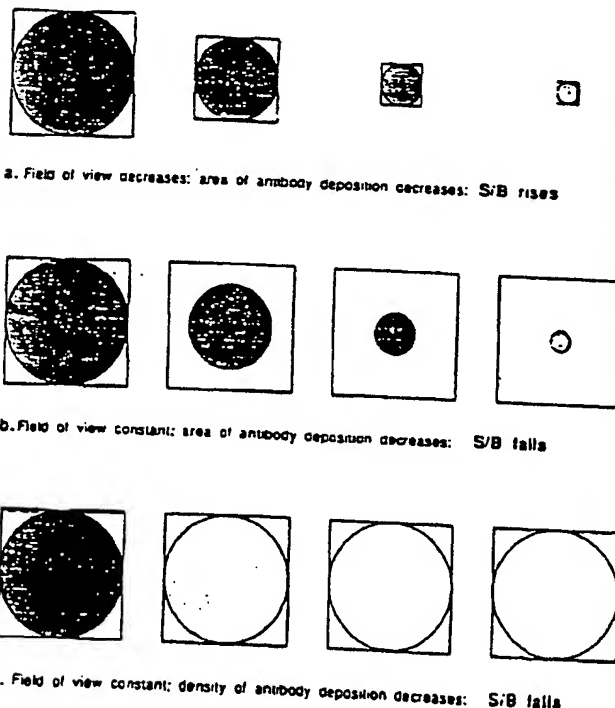 a. Field of view decreases: area of antibody deposition decreases: S/B rises
b. Field of view constant: area of antibody deposition decreases: S/B falls
. Field of view constant; density of antibody deposition decreases: S/B falls